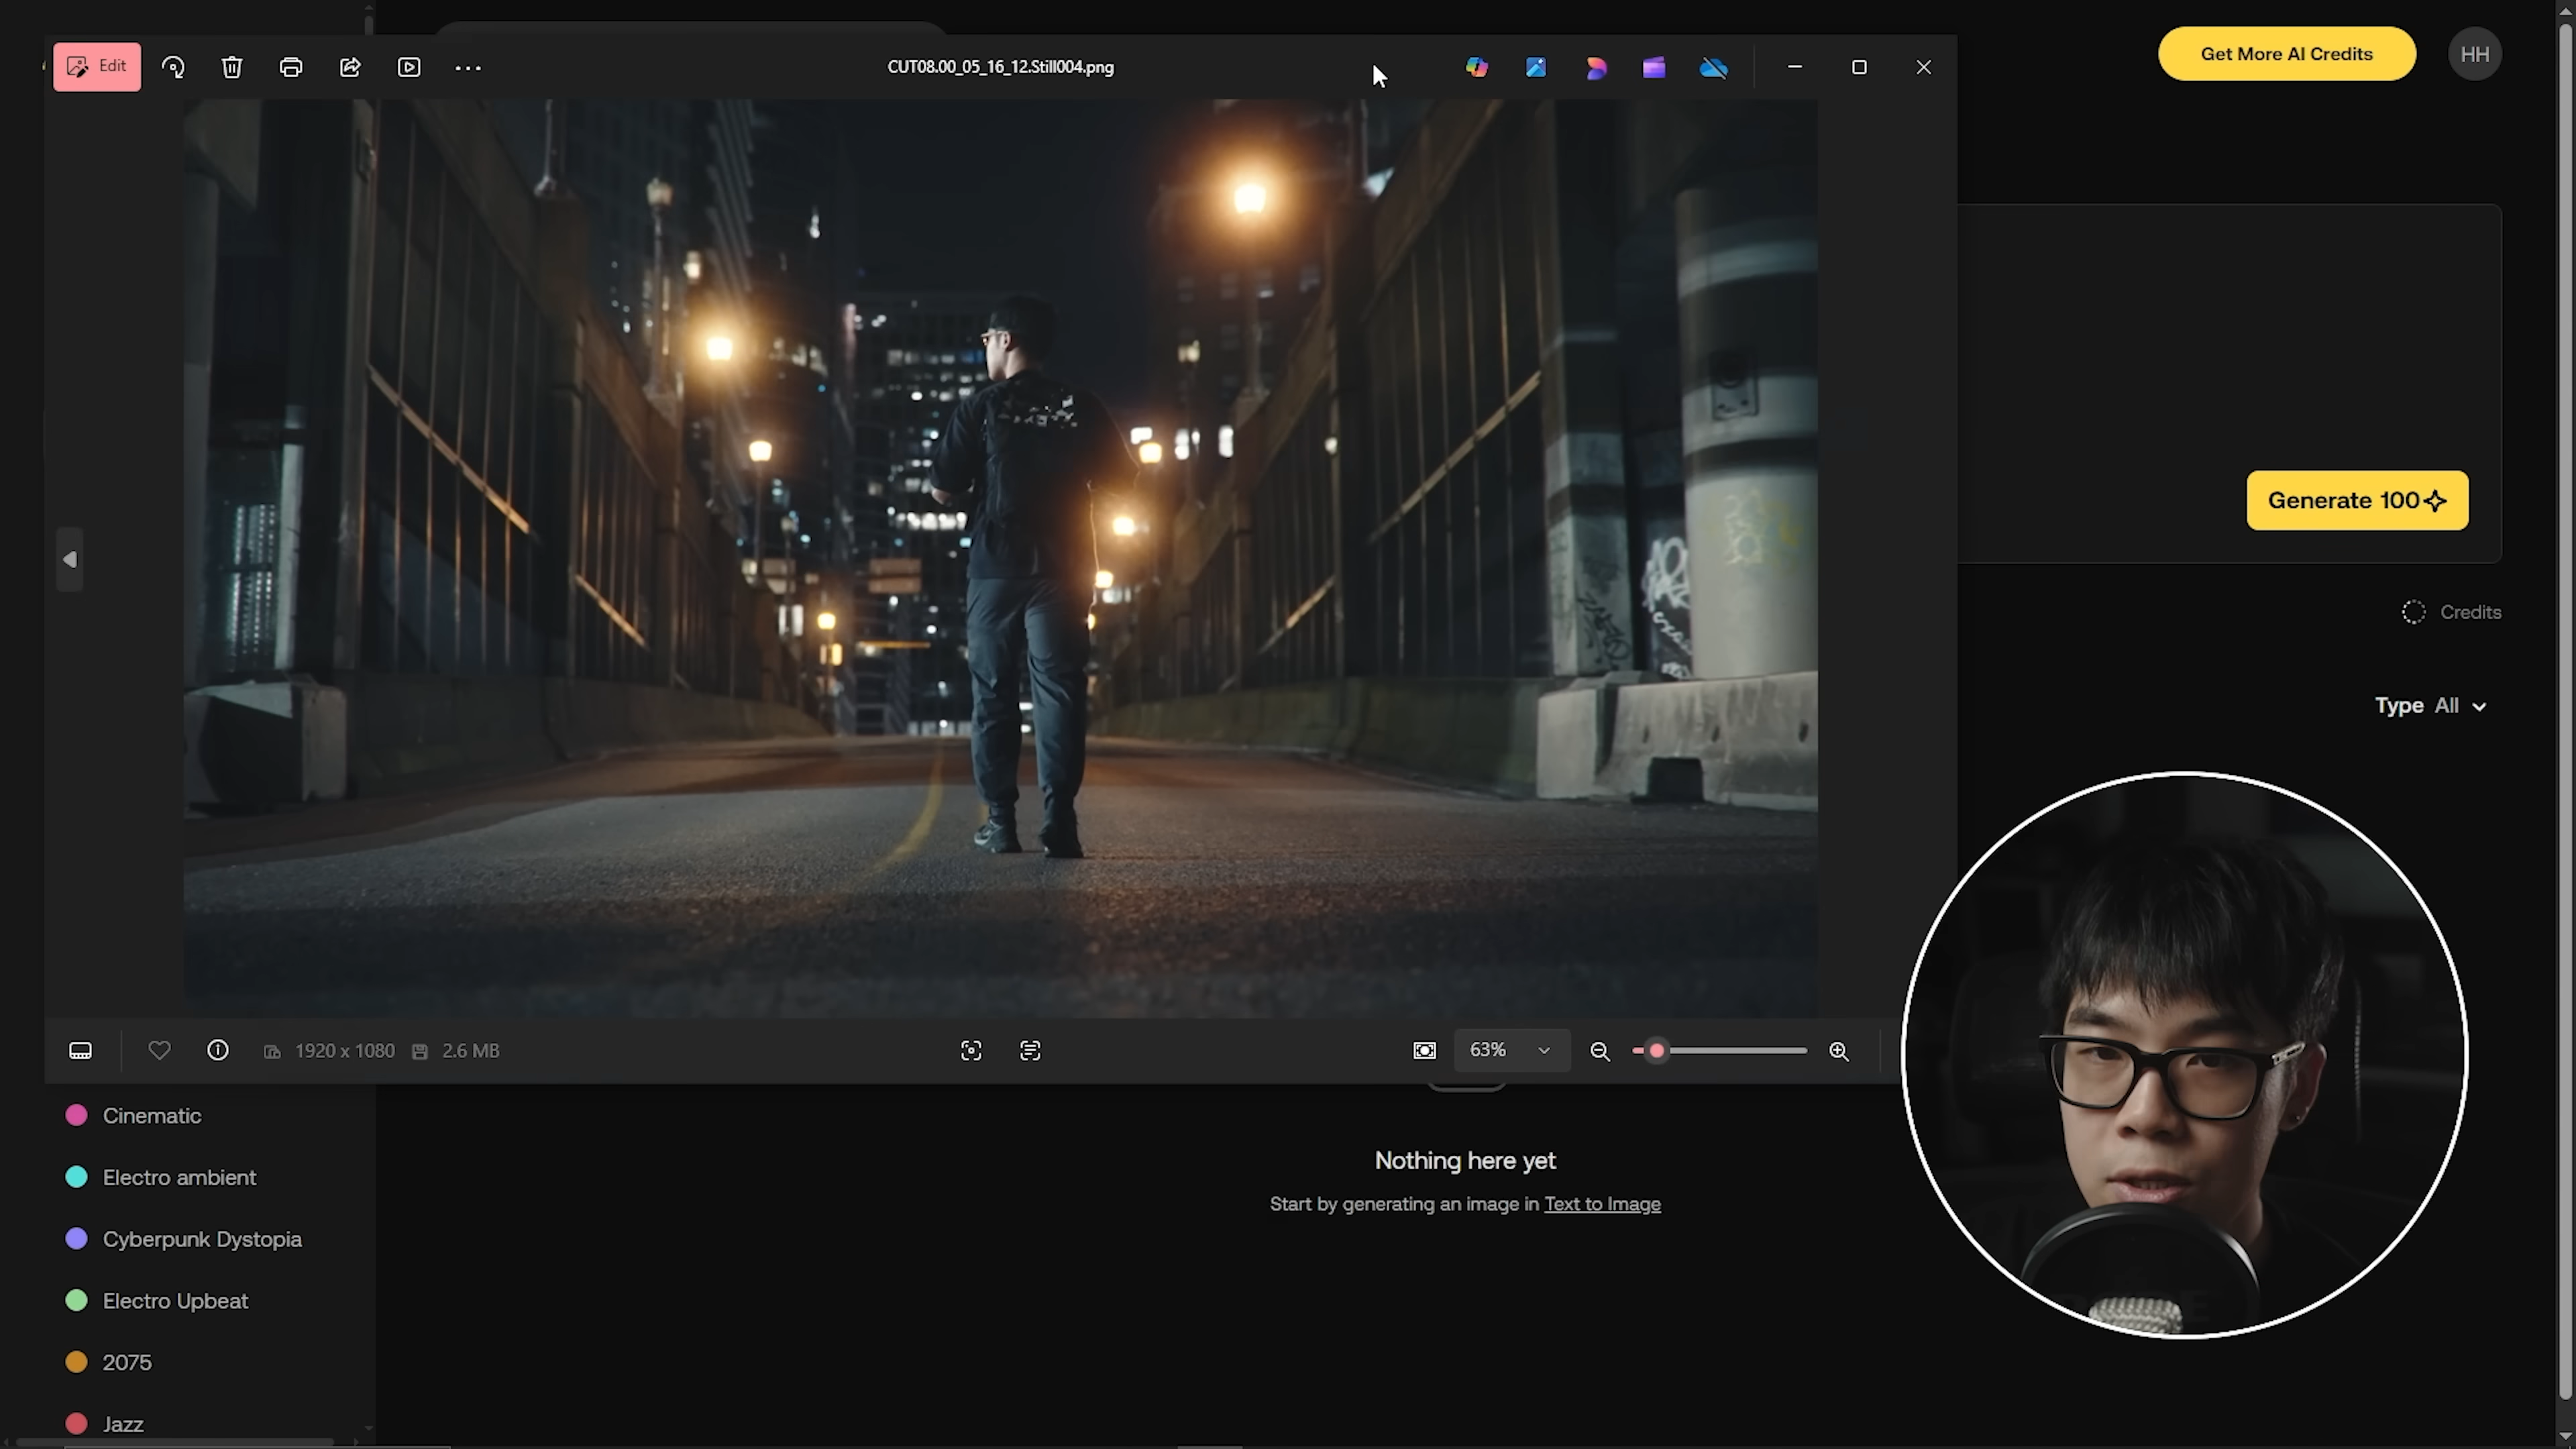 Edit
CUT08.00_05_16_12.Still004.png
Get More AI Credits
HH
Generate 100
Credits
Type All
1920 x 1080
2.6 MB
63%
Cinematic
Electro ambient
Cyberpunk Dystopia
Electro Upbeat
2075
Jazz
Nothing here yet
Start by generating an image in Text to Image